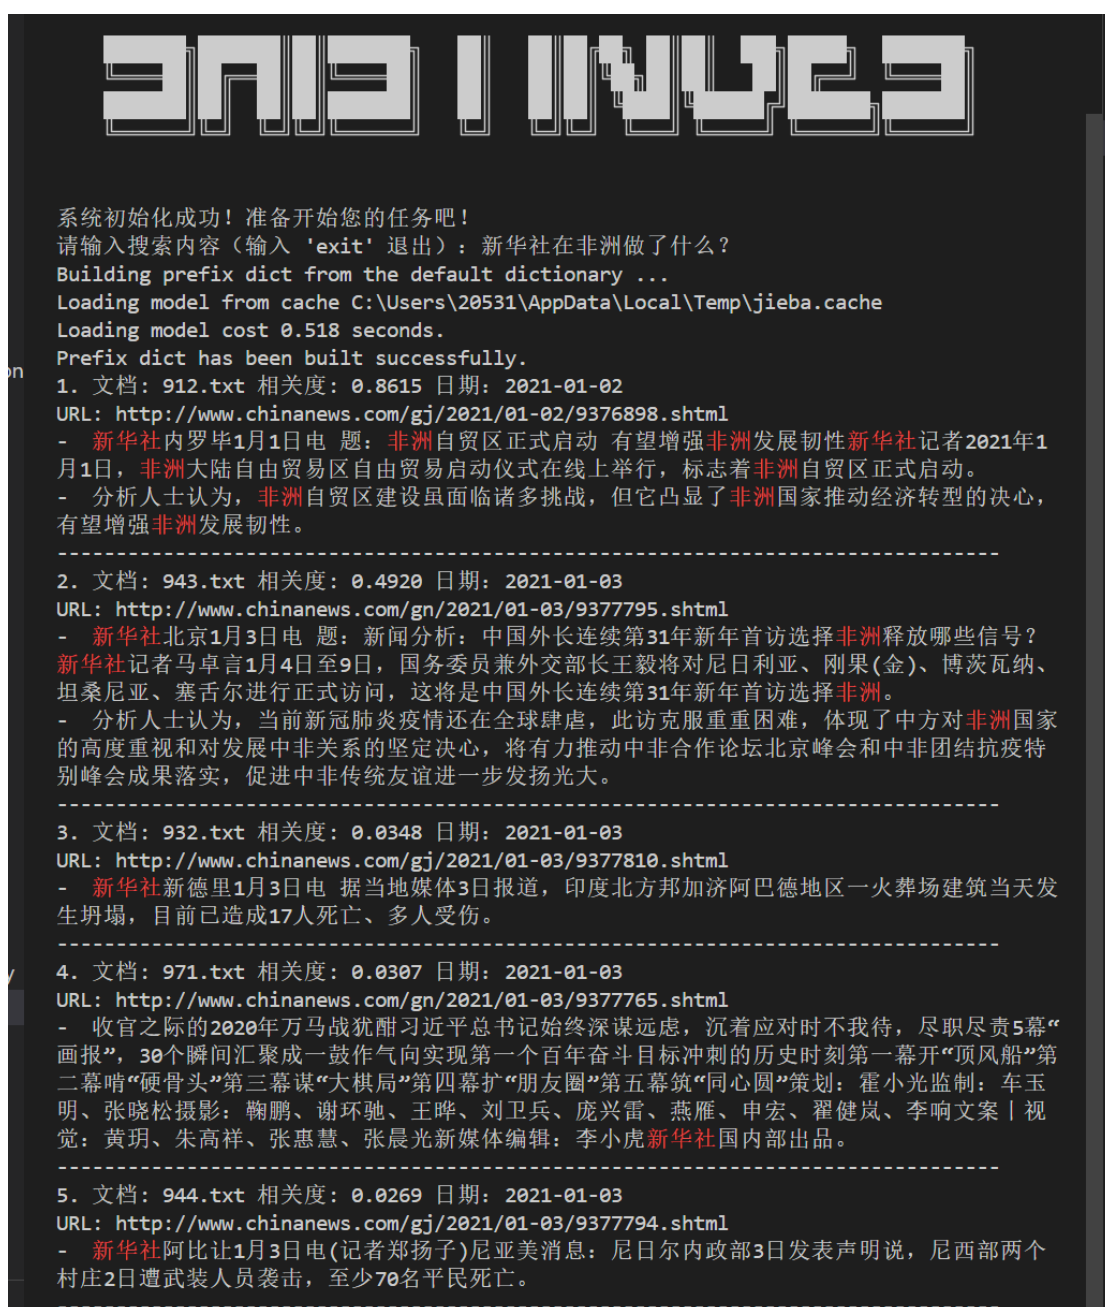 系统初始化成功！准备开始您的任务吧！
请输入搜索内容（输入 'exit' 退出）：新华社在非洲做了什么？
Building prefix dict from the default dictionary ...
Loading model from cache C:\Users\20531\AppData\Local\Temp\jieba.cache
Loading model cost 0.518 seconds.
Prefix dict has been built successfully.
on
1. 文档: 912.txt 相关度: 0.8615 日期: 2021-01-02
URL: http://www.chinanews.com/gj/2021/01-02/9376898.shtml
- 新华社内罗毕1月1日电 题：非洲自贸区正式启动 有望增强非洲发展韧性新华社记者2021年1
月1日，非洲大陆自由贸易区自由贸易启动仪式在线上举行，标志着非洲自贸区正式启动。
- 分析人士认为，非洲自贸区建设虽面临诸多挑战，但它凸显了非洲国家推动经济转型的决心，
有望增强非洲发展韧性。
--------------------------------------------------------------------------------
2. 文档: 943.txt 相关度: 0.4920 日期: 2021-01-03
URL: http://www.chinanews.com/gn/2021/01-03/9377795.shtml
- 新华社北京1月3日电 题：新闻分析：中国外长连续第31年新年首访选择非洲释放哪些信号？
新华社记者马卓言1月4日至9日，国务委员兼外交部长王毅将对尼日利亚、刚果(金)、博茨瓦纳、
坦桑尼亚、塞舌尔进行正式访问，这将是中国外长连续第31年新年首访选择非洲。
- 分析人士认为，当前新冠肺炎疫情还在全球肆虐，此访克服重重困难，体现了中方对非洲国家
的高度重视和对发展中非关系的坚定决心，将有力推动中非合作论坛北京峰会和中非团结抗疫特
别峰会成果落实，促进中非传统友谊进一步发扬光大。
--------------------------------------------------------------------------------
3. 文档: 932.txt 相关度: 0.0348 日期: 2021-01-03
URL: http://www.chinanews.com/gj/2021/01-03/9377810.shtml
- 新华社新德里1月3日电 据当地媒体3日报道，印度北方邦加济阿巴德地区一火葬场建筑当天发
生坍塌，目前已造成17人死亡、多人受伤。
--------------------------------------------------------------------------------
y
4. 文档: 971.txt 相关度: 0.0307 日期: 2021-01-03
URL: http://www.chinanews.com/gn/2021/01-03/9377765.shtml
- 收官之际的2020年万马战犹酣习近平总书记始终深谋远虑，沉着应对时不我待，尽职尽责5幕“
画报”，30个瞬间汇聚成一鼓作气向实现第一个百年奋斗目标冲刺的历史时刻第一幕开“顶风船”第
二幕啃“硬骨头”第三幕谋“大棋局”第四幕扩“朋友圈”第五幕筑“同心圆”策划：霍小光监制：车玉
明、张晓松摄影：鞠鹏、谢环驰、王晔、刘卫兵、庞兴雷、燕雁、申宏、翟健岚、李响文案丨视
觉：黄玥、朱高祥、张惠慧、张晨光新媒体编辑：李小虎新华社国内部出品。
--------------------------------------------------------------------------------
5. 文档: 944.txt 相关度: 0.0269 日期: 2021-01-03
URL: http://www.chinanews.com/gj/2021/01-03/9377794.shtml
- 新华社阿比让1月3日电(记者郑扬子)尼亚美消息：尼日尔内政部3日发表声明说，尼西部两个
村庄2日遭武装人员袭击，至少70名平民死亡。
--------------------------------------------------------------------------------